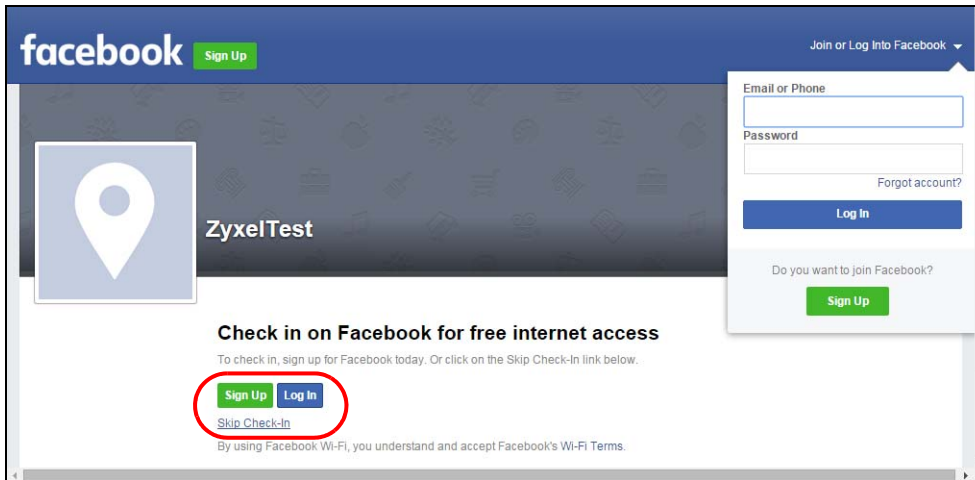 facebook Sign Up
Join or Log Into Facebook
Email or Phone
Password
Forgot account?
Log In
Do you want to join Facebook?
Sign Up
ZyxelTest
Check in on Facebook for free internet access
To check in, sign up for Facebook today. Or click on the Skip Check-In link below.
Sign Up Log In
Skip Check-In
By using Facebook Wi-Fi, you understand and accept Facebook's Wi-Fi Terms.